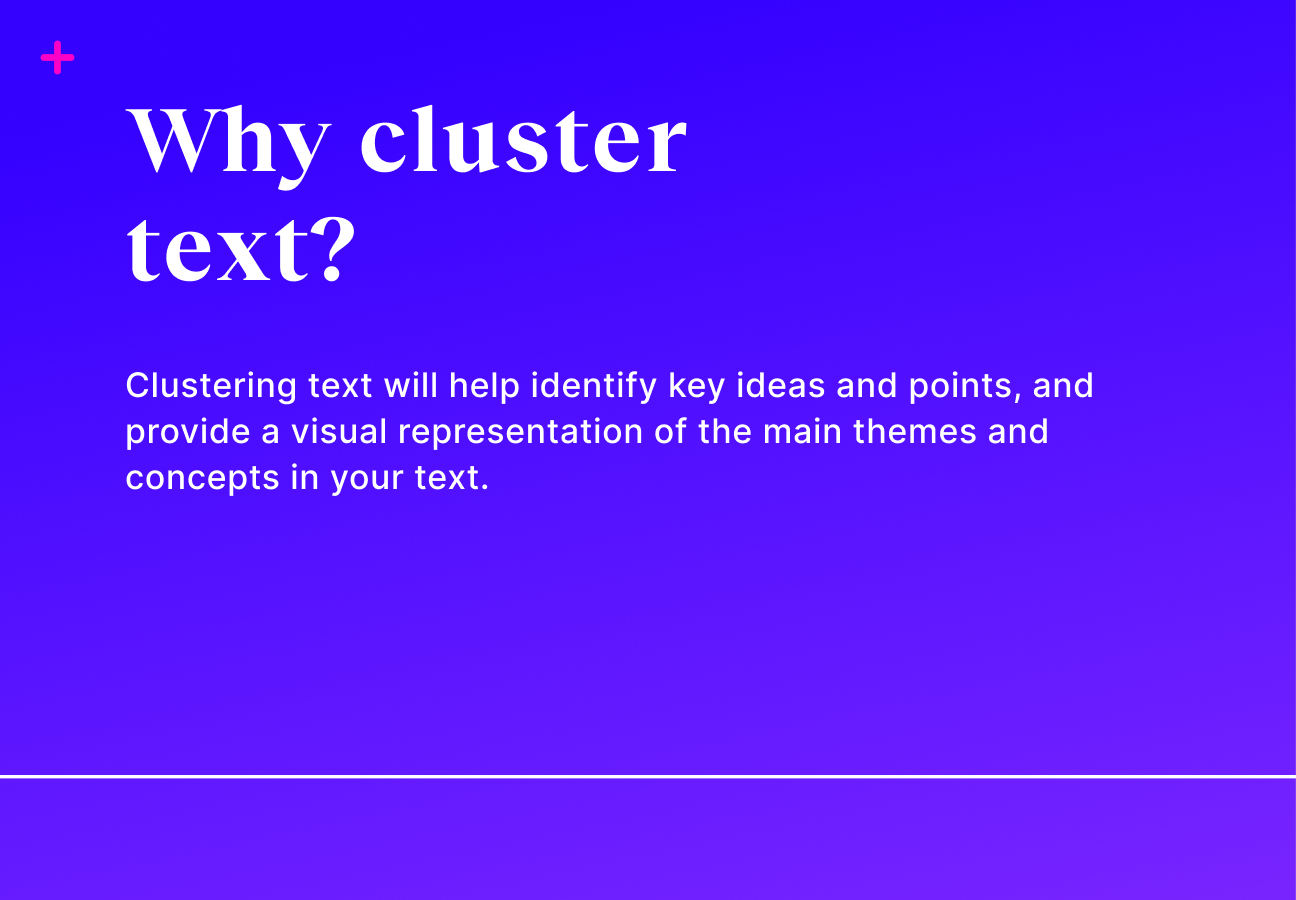 Why cluster
text?
Clustering text will help identify key ideas and points, and
provide a visual representation of the main themes and
concepts in your text.